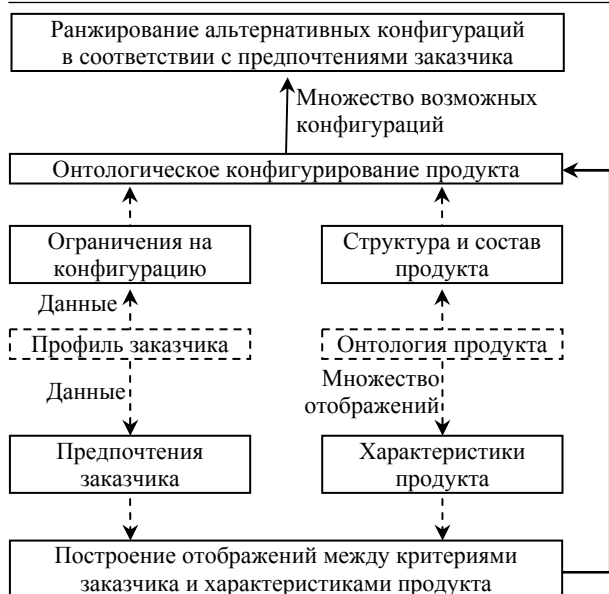 Ранжирование альтернативных конфигураций
в соответствии с предпочтениями заказчика
Множество возможных
конфигураций
Онтологическое конфигурирование продукта
Ограничения на
конфигурацию
Структура и состав
продукта
Данные
Профиль заказчика
Онтология продукта
Данные
Множество
отображений
Предпочтения
заказчика
Характеристики
продукта
Построение отображений между критериями
заказчика и характеристиками продукта